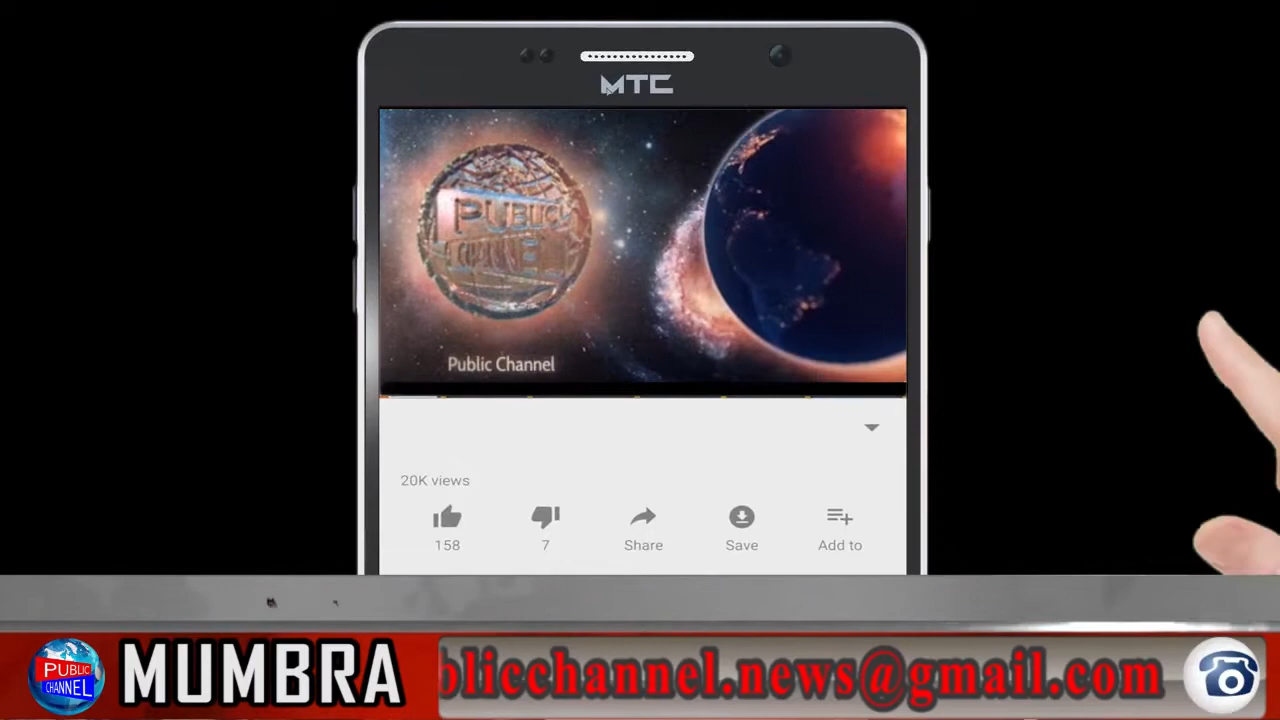 MTC
PUBLIC
CHANNEL
Public Channel
20K views
158
7
Share
Save
Add to
PUBLIC
CHANNEL
MUMBRA
blicchannel.news@gmail.com